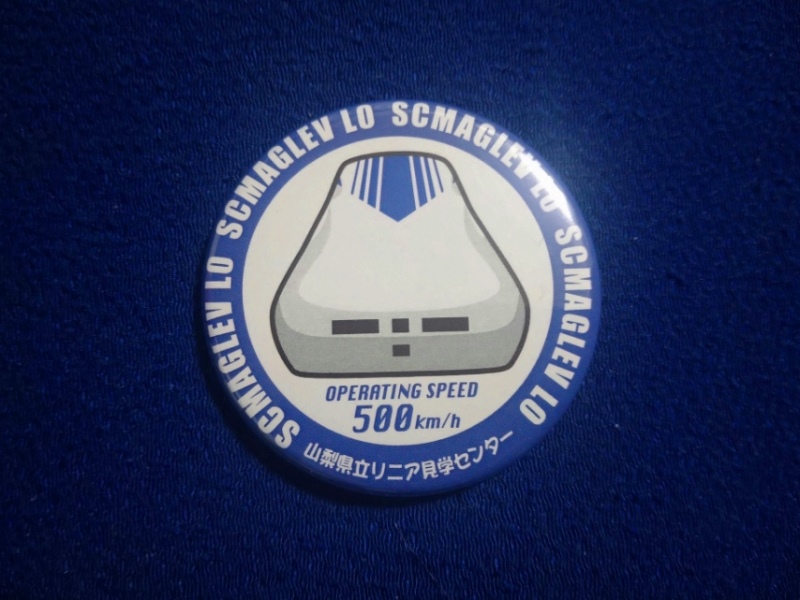 SCMAGLEV L0 SCMAGLEV L0 SCMAGLEV L0 SCMAGLEV L0
OPERATING SPEED
500km/h
山梨県立リニア見学センター